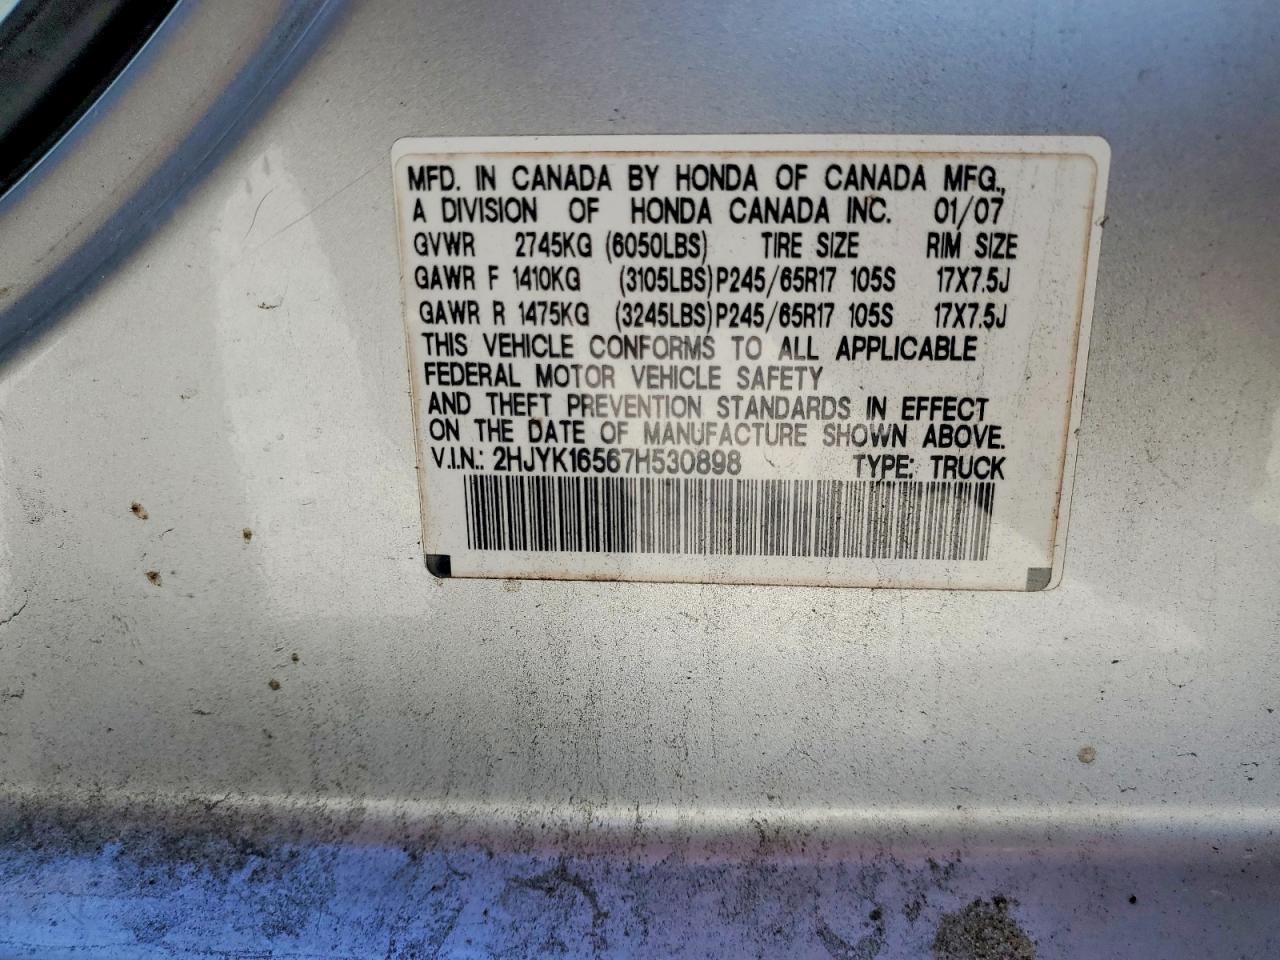 MFD. IN CANADA BY HONDA OF CANADA MFG.,
A DIVISION OF HONDA CANADA INC. 01/07
GVWR 2745KG (6050LBS) TIRE SIZE RIM SIZE
GAWR F 1410KG (3105LBS) P245/65R17 105S 17X7.5J
GAWR R 1475KG (3245LBS) P245/65R17 105S 17X7.5J
THIS VEHICLE CONFORMS TO ALL APPLICABLE
FEDERAL MOTOR VEHICLE SAFETY
AND THEFT PREVENTION STANDARDS IN EFFECT
ON THE DATE OF MANUFACTURE SHOWN ABOVE.
V.I.N.: 2HJYK16567H530898 TYPE: TRUCK